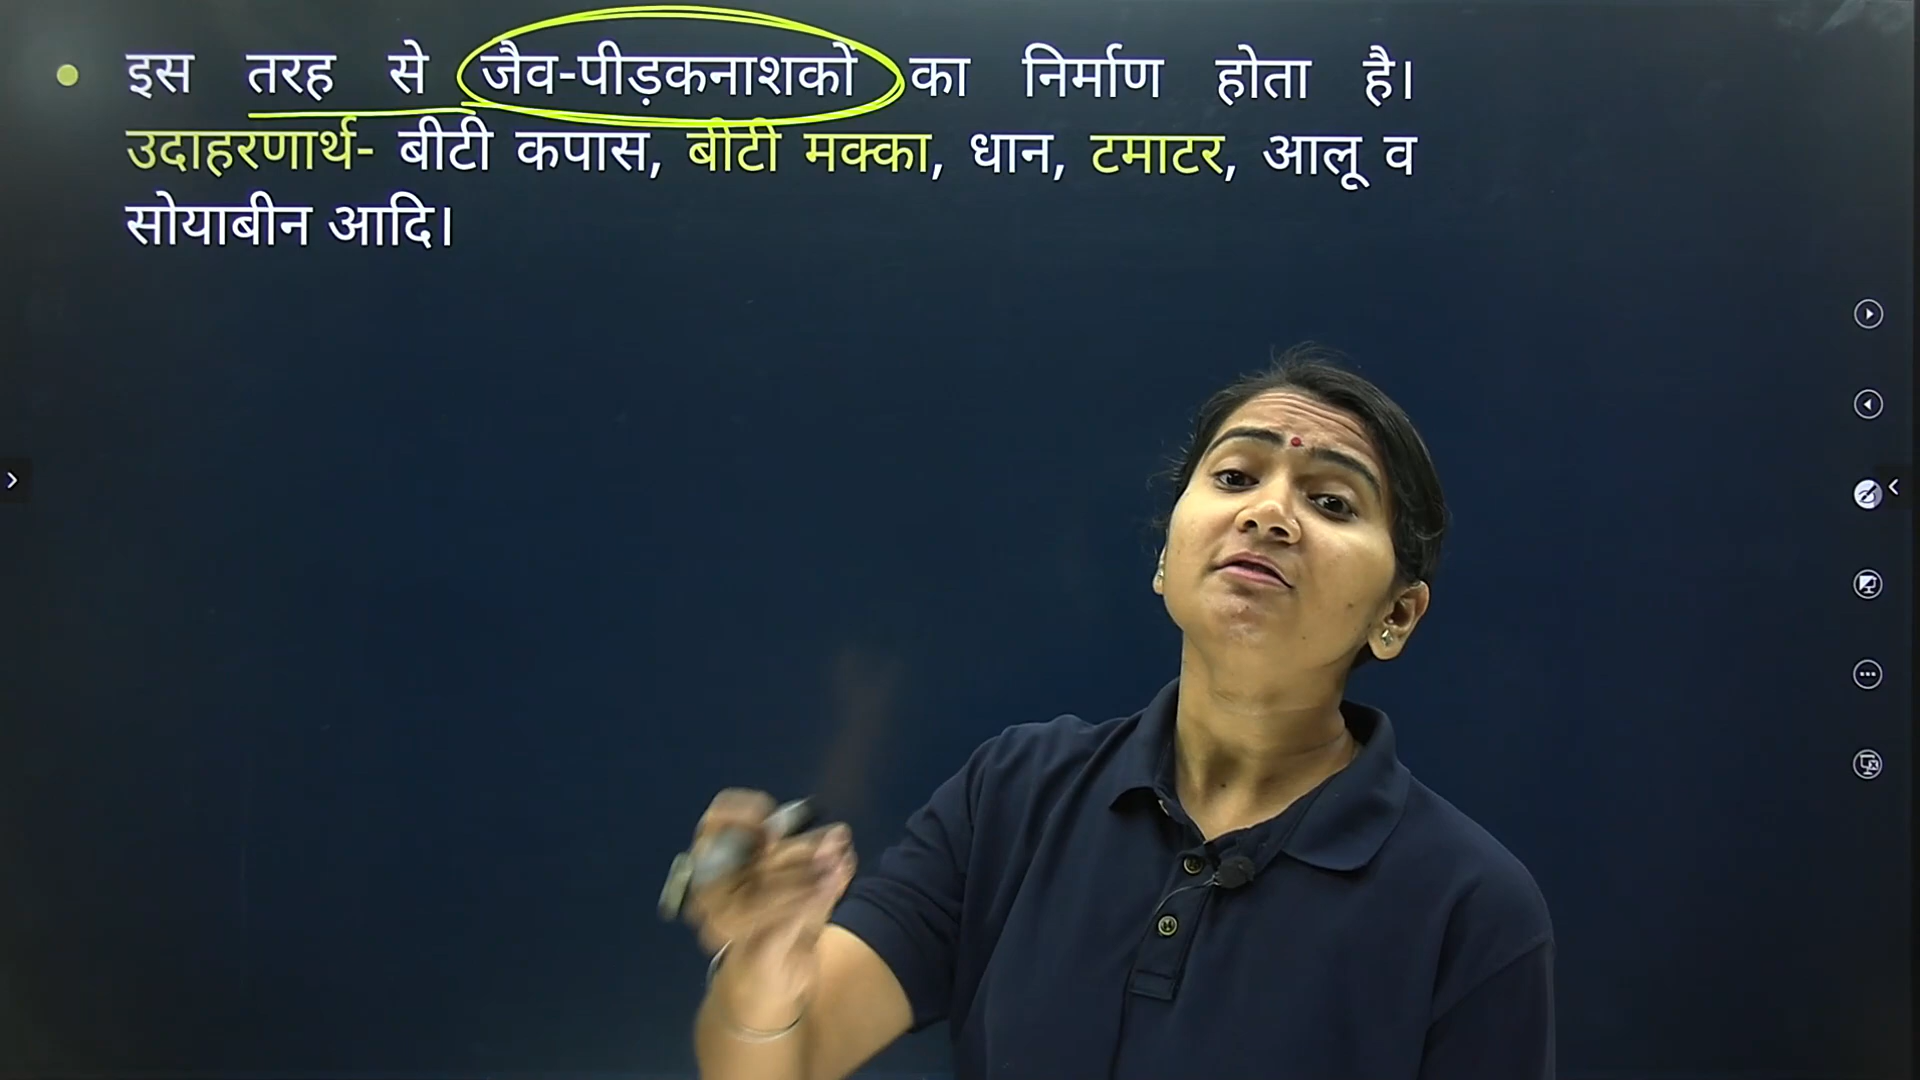 इस तरह से जैव-पीड़कनाशकों का निर्माण होता है।
उदाहरणार्थ- बीटी कपास, बीटी मक्का, धान, टमाटर, आलू व
सोयाबीन आदि।